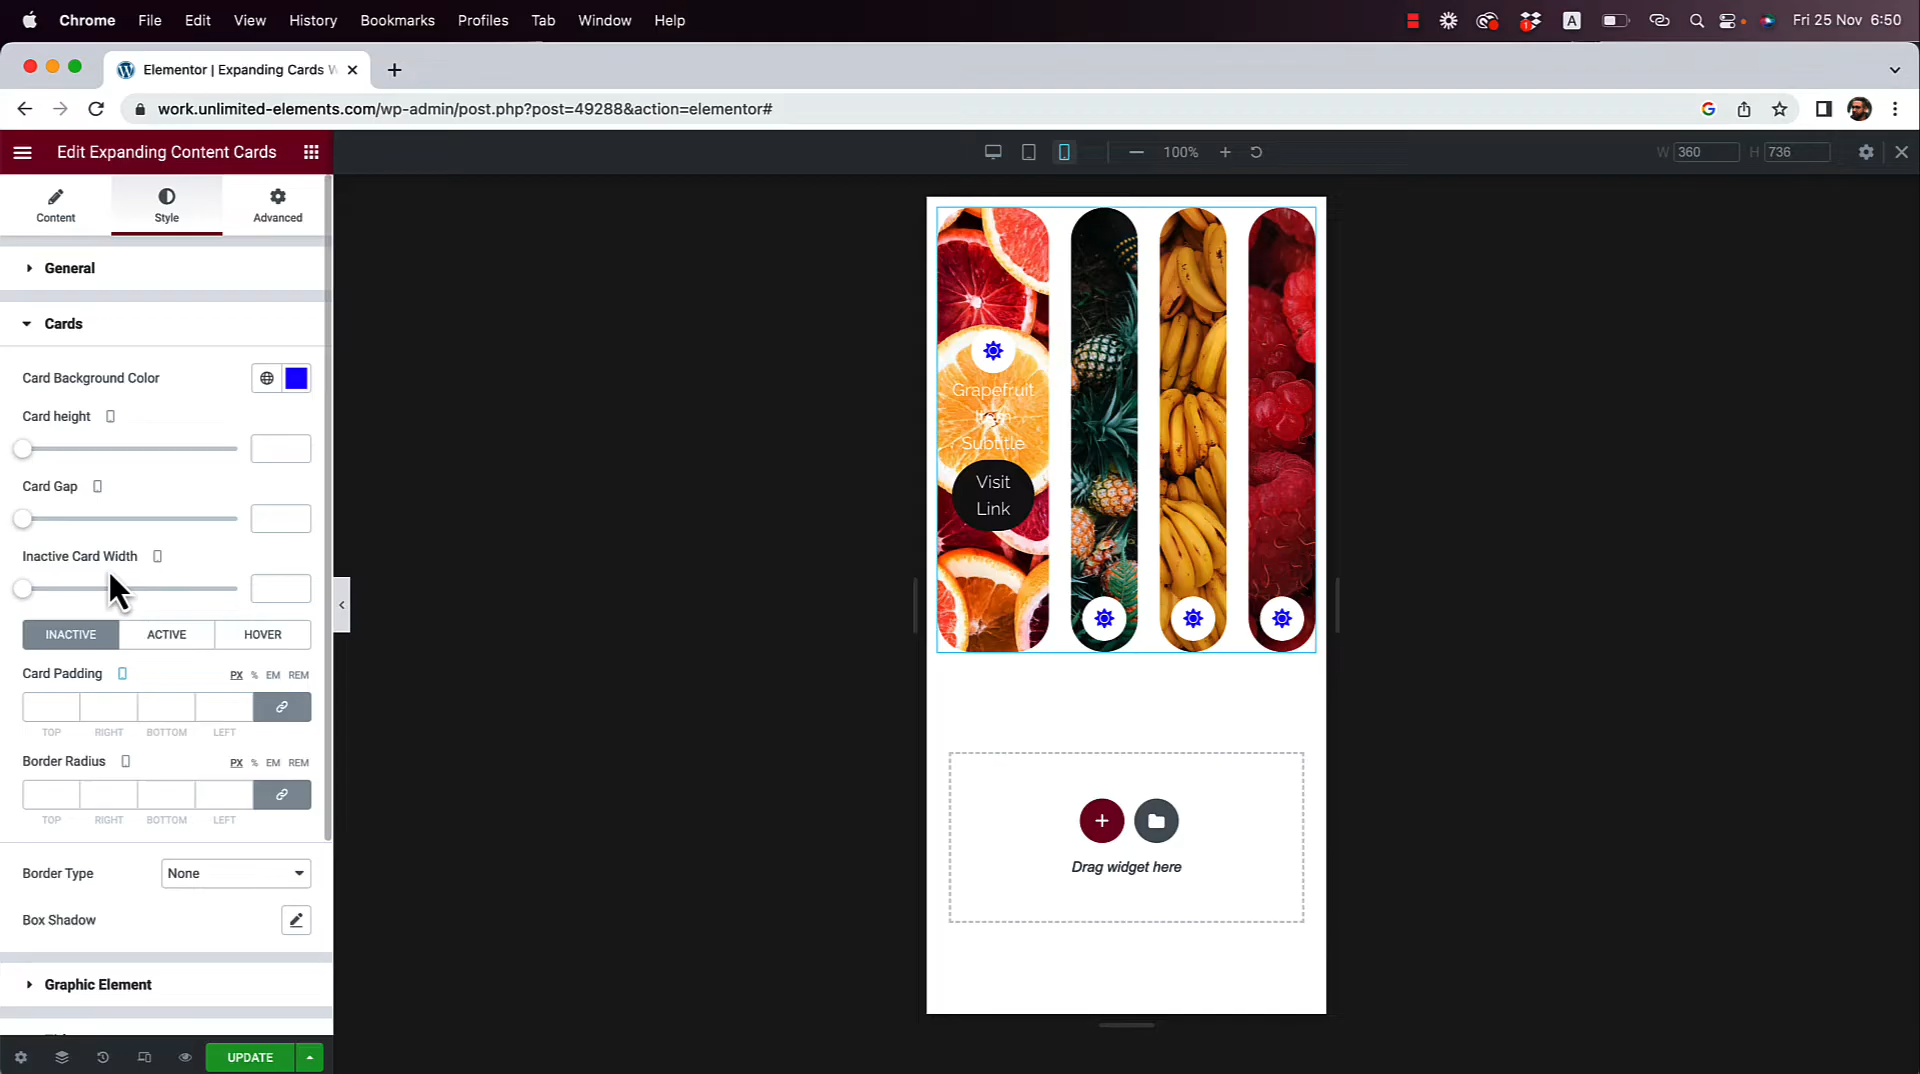 Chrome File Edit View History Bookmarks Profiles Tab Window Help
A Fri 25 Nov 6:50
Elementor | Expanding Cards W
work.unlimited-elements.com/wp-admin/post.php?post=49288&action=elementor#
Edit Expanding Content Cards
100%
W 360 H 736
Content Style Advanced
General
Cards
Card Background Color
Card height
Card Gap
Inactive Card Width
INACTIVE ACTIVE HOVER
Card Padding PX % EM REM
TOP RIGHT BOTTOM LEFT
Border Radius PX % EM REM
TOP RIGHT BOTTOM LEFT
Border Type None
Box Shadow
Graphic Element
UPDATE
Grapefruit
Item
Subtitle
Visit
Link
Drag widget here